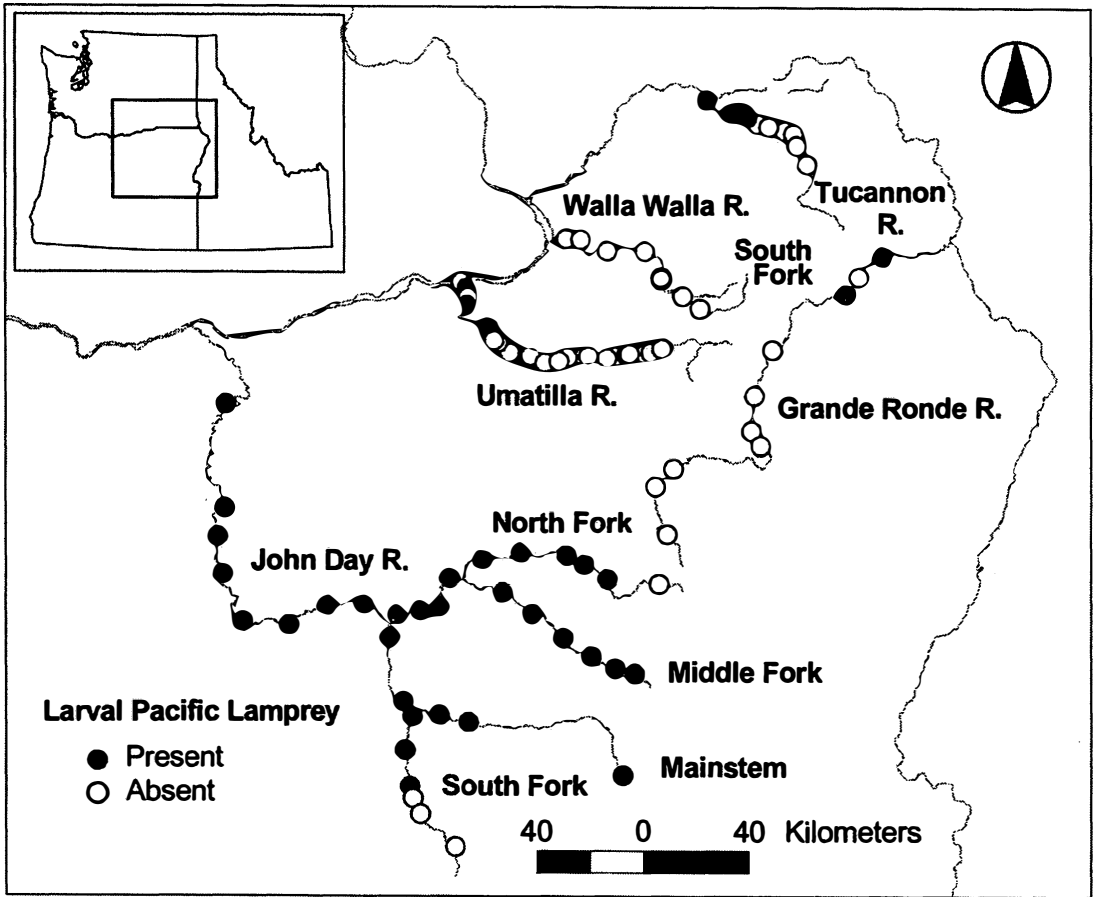 Walla Walla R.
Tucannon
R.
South
Fork
Umatilla R.
Grande Ronde R.
North Fork
John Day R.
Middle Fork
Larval Pacific Lamprey
Present
Absent
Mainstem
South Fork
40 0 40 Kilometers